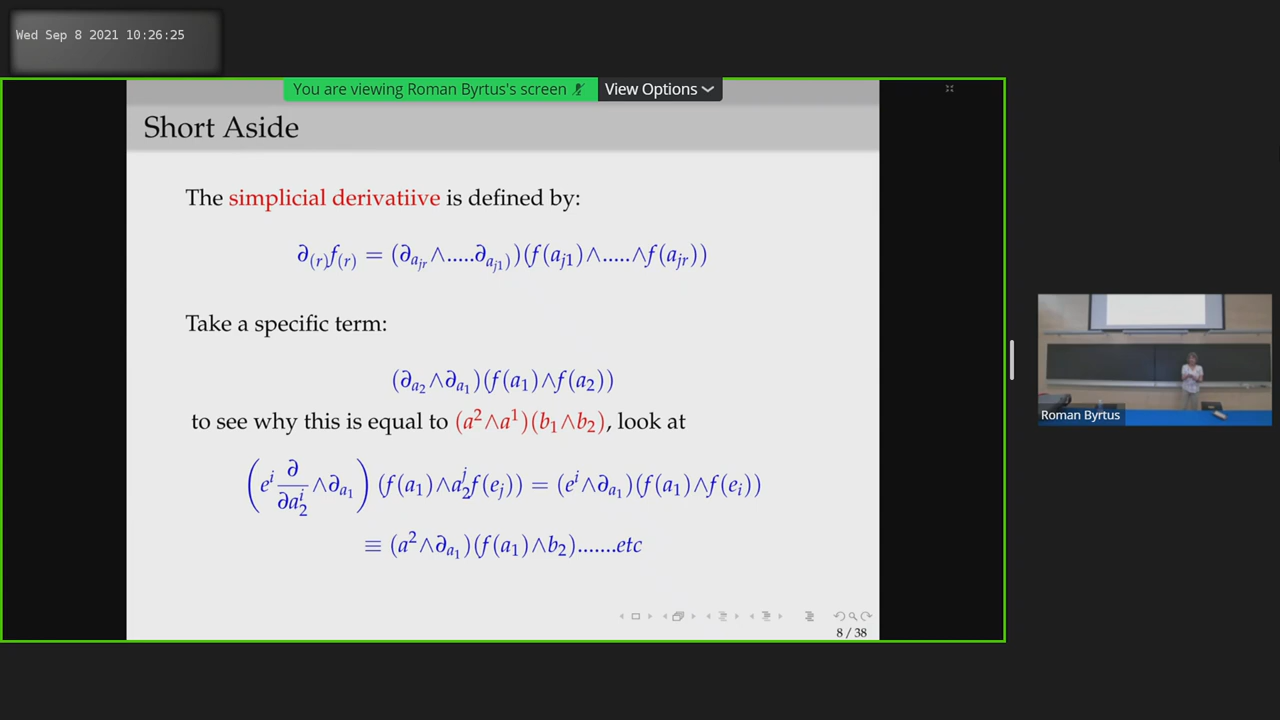 Wed Sep 8 2021 10:26:25
You are viewing Roman Byrtus's screen View Options
Short Aside
The simplicial derivatiive is defined by:
∂₍ᵣ₎f₍ᵣ₎ = (∂_{a_{jr}}∧.....∂_{a_{j1}}))(f(a_{j1})∧.....∧f(a_{jr}))
Take a specific term:
(∂_{a_2}∧∂_{a_1})(f(a_1)∧f(a_2))
to see why this is equal to (a^2∧a^1)(b_1∧b_2), look at
(e^i ∂/∂a_2^i ∧∂_{a_1}) (f(a_1)∧a_2^j f(e_j)) = (e^i∧∂_{a_1})(f(a_1)∧f(e_i))
≡ (a^2∧∂_{a_1})(f(a_1)∧b_2).......etc
8 / 38
Roman Byrtus